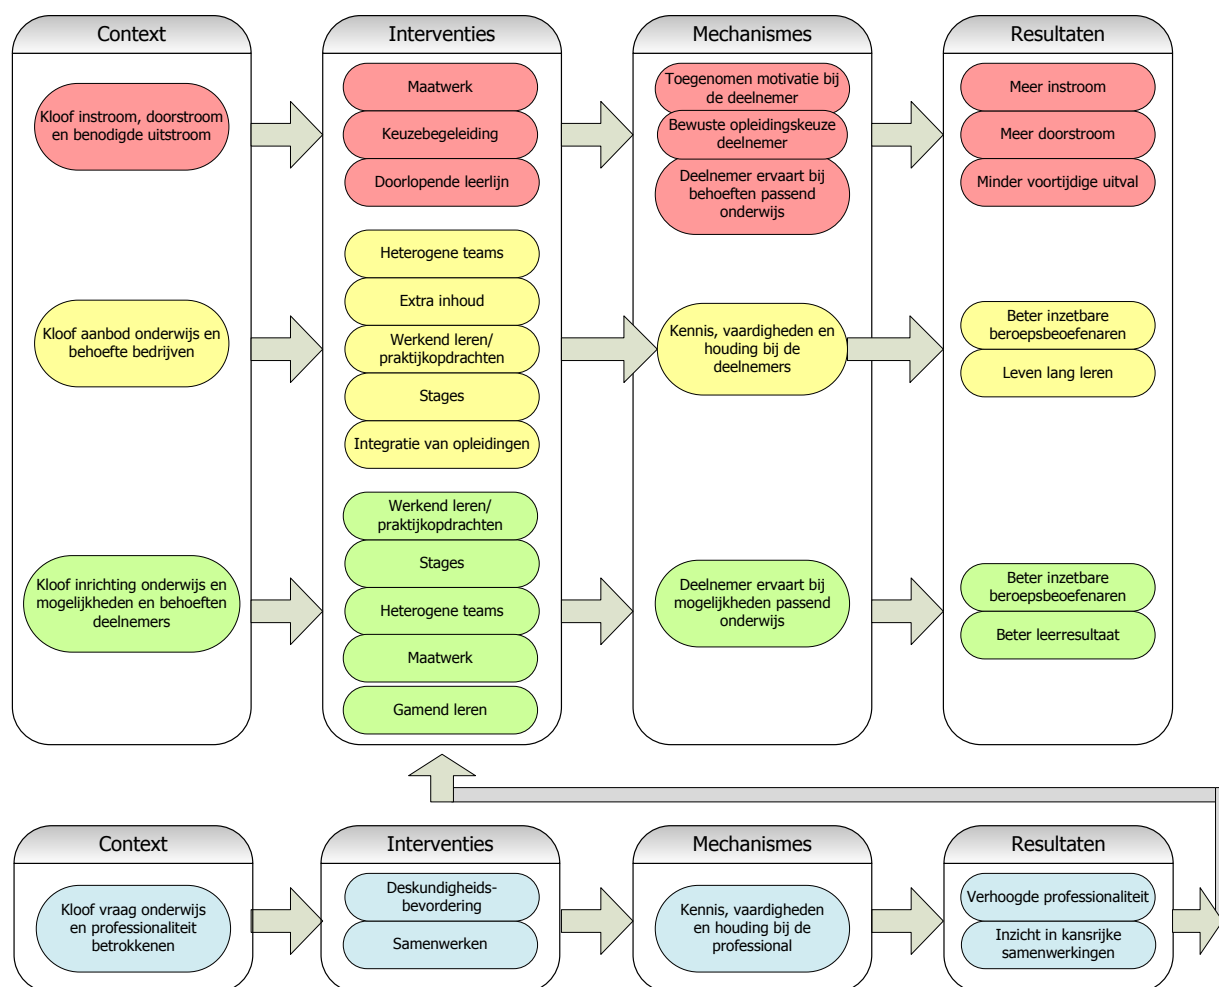 Context
Kloof instroom, doorstroom
en benodigde uitstroom
Kloof aanbod onderwijs en
behoefte bedrijven
Kloof inrichting onderwijs en
mogelijkheden en behoeften
deelnemers
Interventies
Maatwerk
Keuzebegeleiding
Doorlopende leerlijn
Heterogene teams
Extra inhoud
Werkend leren/
praktijkopdrachten
Stages
Integratie van opleidingen
Werkend leren/
praktijkopdrachten
Stages
Heterogene teams
Maatwerk
Gamend leren
Mechanismes
Toegenomen motivatie bij
de deelnemer
Bewuste opleidingskeuze
deelnemer
Deelnemer ervaart bij
behoeften passend
onderwijs
Kennis, vaardigheden en
houding bij de
deelnemers
Deelnemer ervaart bij
mogelijkheden passend
onderwijs
Resultaten
Meer instroom
Meer doorstroom
Minder voortijdige uitval
Beter inzetbare
beroepsbeoefenaren
Leven lang leren
Beter inzetbare
beroepsbeoefenaren
Beter leerresultaat
Context
Kloof vraag onderwijs
en professionaliteit
betrokkenen
Interventies
Deskundigheids-
bevordering
Samenwerken
Mechanismes
Kennis, vaardigheden
en houding bij de
professional
Resultaten
Verhoogde professionaliteit
Inzicht in kansrijke
samenwerkingen